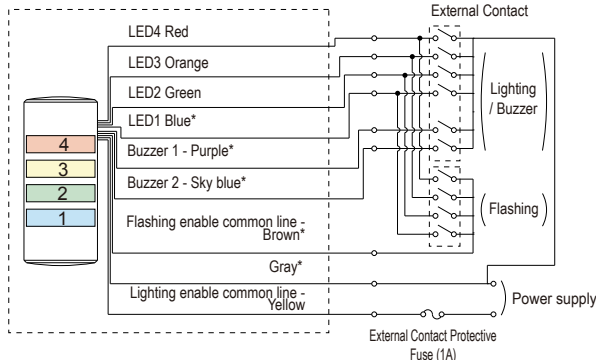 External Contact
LED4 Red
LED3 Orange
LED2 Green
LED1 Blue*
Buzzer 1 - Purple*
Buzzer 2 - Sky blue*
Flashing enable common line -
Brown*
Gray*
Lighting enable common line -
Yellow
4
3
2
1
Lighting
/ Buzzer
(Flashing)
Power supply
External Contact Protective
Fuse (1A)